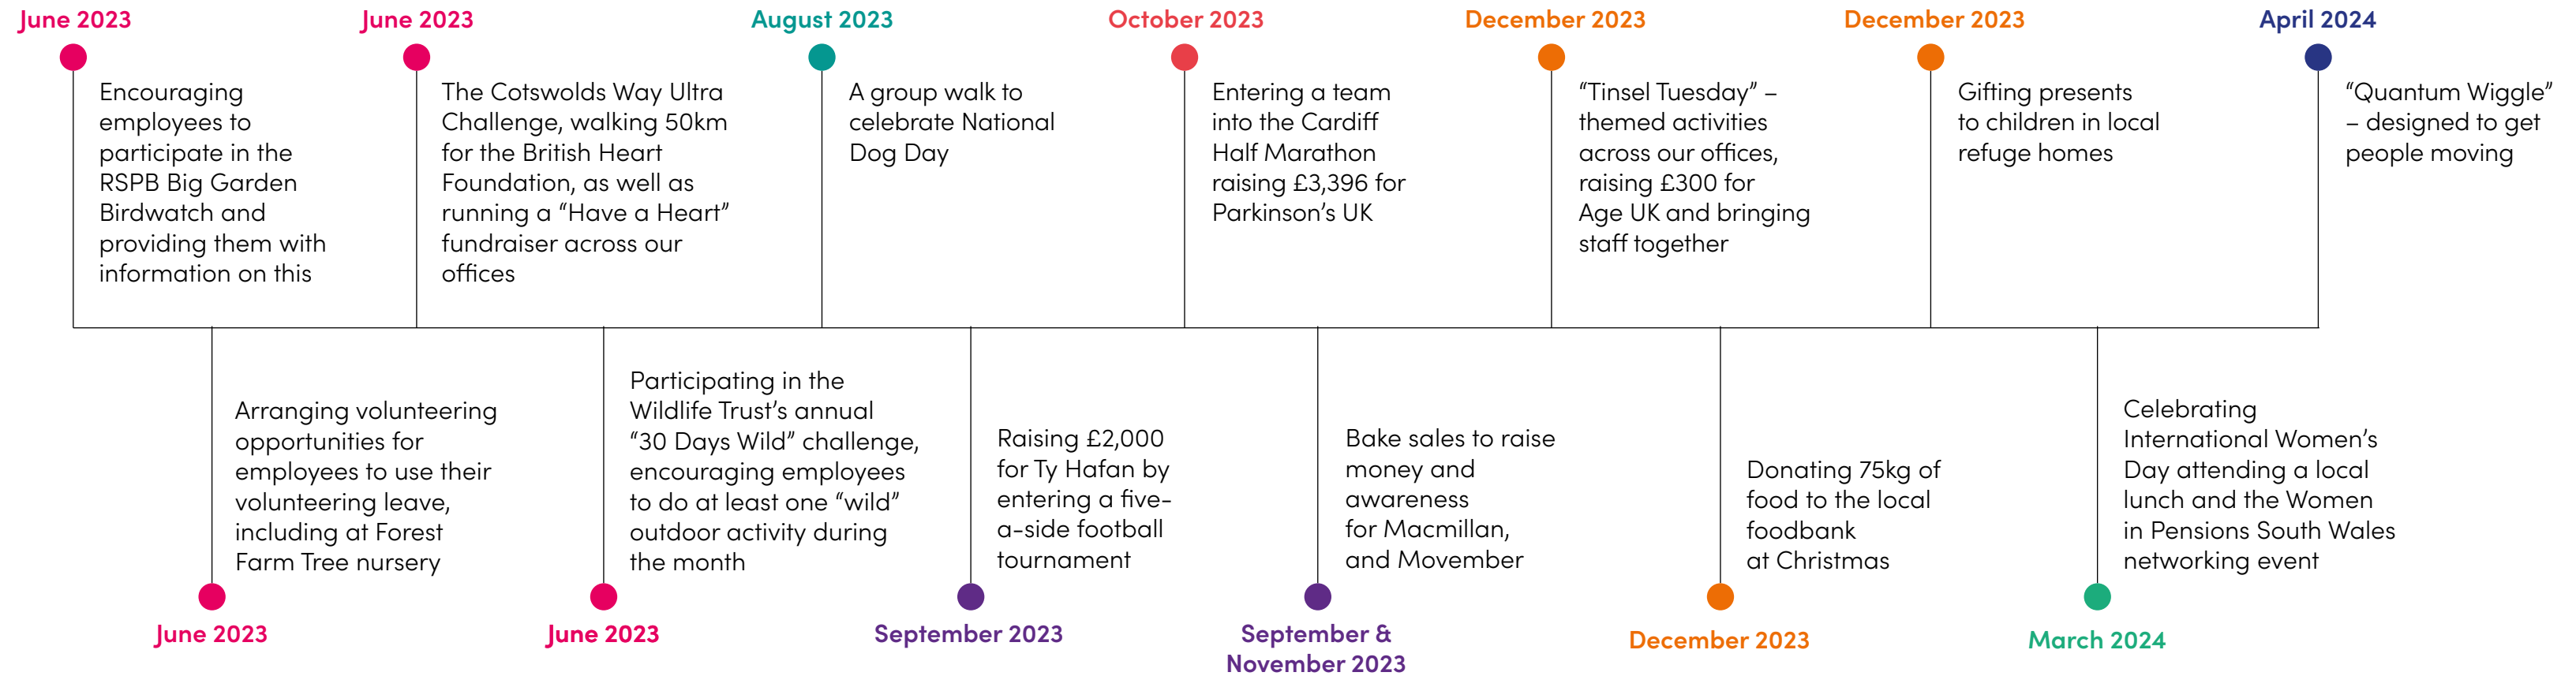 June 2023
Encouraging
employees to
participate in the
RSPB Big Garden
Birdwatch and
providing them with
information on this
Arranging volunteering
opportunities for
employees to use their
volunteering leave,
including at Forest
Farm Tree nursery
June 2023
June 2023
The Cotswolds Way Ultra
Challenge, walking 50km
for the British Heart
Foundation, as well as
running a “Have a Heart”
fundraiser across our
offices
Participating in the
Wildlife Trust’s annual
“30 Days Wild” challenge,
encouraging employees
to do at least one “wild”
outdoor activity during
the month
June 2023
August 2023
A group walk to
celebrate National
Dog Day
Raising £2,000
for Ty Hafan by
entering a five-
a-side football
tournament
September 2023
October 2023
Entering a team
into the Cardiff
Half Marathon
raising £3,396 for
Parkinson’s UK
Bake sales to raise
money and
awareness
for Macmillan,
and Movember
September &
November 2023
December 2023
“Tinsel Tuesday” –
themed activities
across our offices,
raising £300 for
Age UK and bringing
staff together
Donating 75kg of
food to the local
foodbank
at Christmas
December 2023
December 2023
Gifting presents
to children in local
refuge homes
Celebrating
International Women’s
Day attending a local
lunch and the Women
in Pensions South Wales
networking event
March 2024
April 2024
“Quantum Wiggle”
– designed to get
people moving